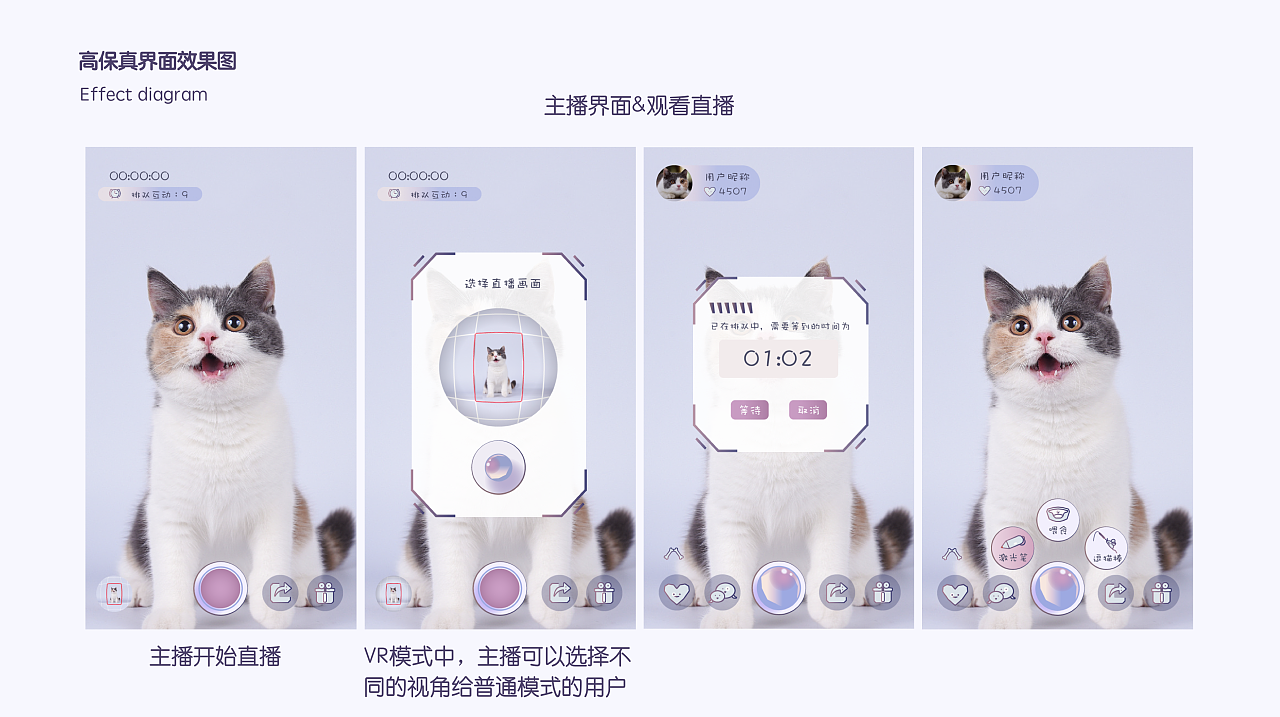 高保真界面效果图
Effect diagram
主播界面&观看直播
00:00:00
排队互动：9
00:00:00
排队互动：9
选择直播画面
用户昵称
4507
已在排队中，需要等到的时间为
01:02
等待
取消
用户昵称
4507
喂食
激光笔
逗猫棒
主播开始直播
VR模式中，主播可以选择不
同的视角给普通模式的用户